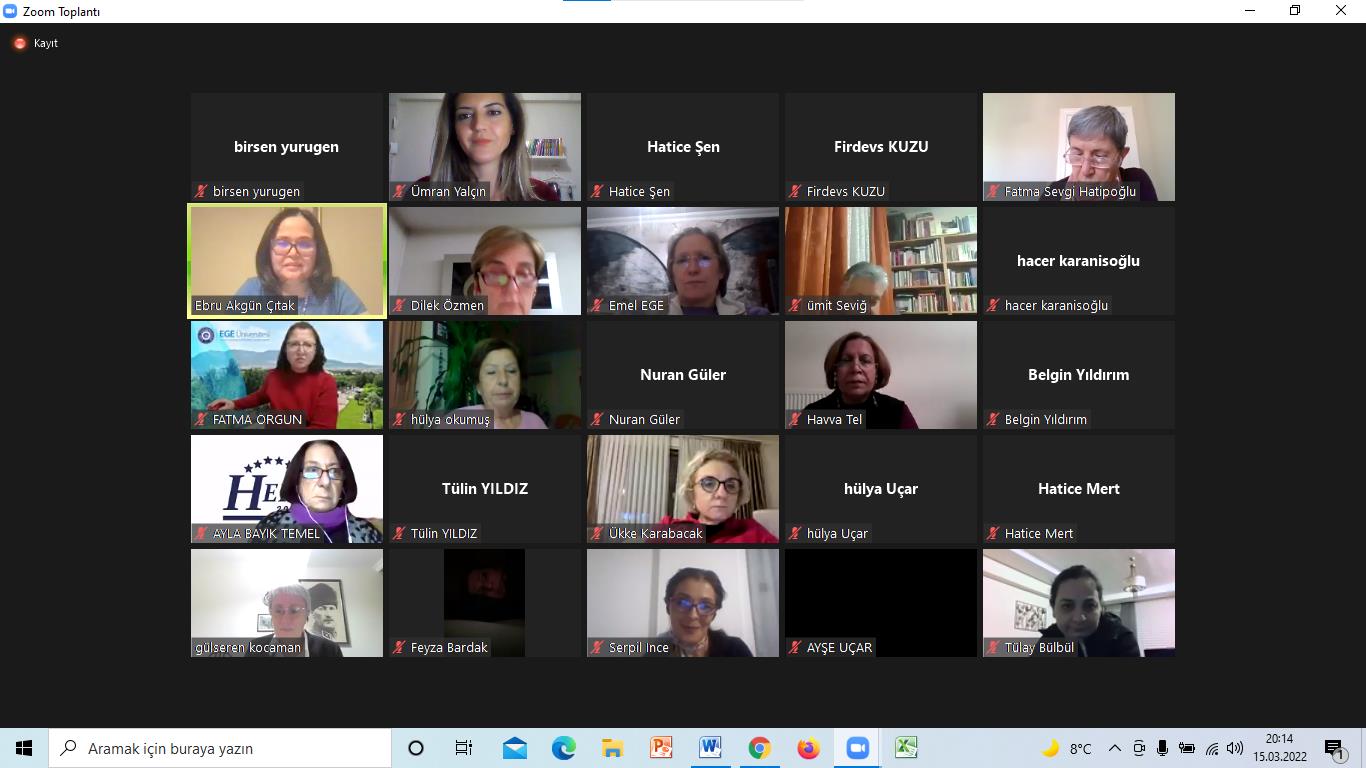 Zoom Toplantı
Kayıt
birsen yurugen
birsen yurugen
Ümran Yalçın
Hatice Şen
Hatice Şen
Firdevs KUZU
Firdevs KUZU
Fatma Sevgi Hatipoğlu
Ebru Akgün Çıtak
Dilek Özmen
Emel EGE
ümit Seviğ
hacer karanisoğlu
hacer karanisoğlu
EGE Üniversitesi
FATMA ORGUN
hülya okumuş
Nuran Güler
Nuran Güler
Havva Tel
Belgin Yıldırım
Belgin Yıldırım
AYLA BAYIK TEMEL
Tülin YILDIZ
Tülin YILDIZ
Ükke Karabacak
hülya Uçar
hülya Uçar
Hatice Mert
Hatice Mert
gülseren kocaman
Feyza Bardak
Serpil Ince
AYŞE UÇAR
Tülay Bülbül
Aramak için buraya yazın
8°C
20:14
15.03.2022
1